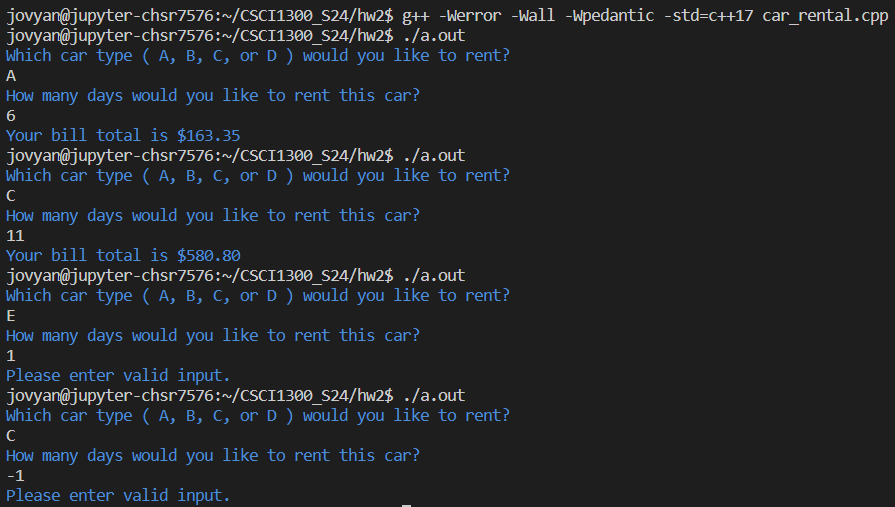 jovyan@jupyter-chsr7576:~/CSCI1300_S24/hw2$ g++ -Werror -Wall -Wpedantic -std=c++17 car_rental.cpp
jovyan@jupyter-chsr7576:~/CSCI1300_S24/hw2$ ./a.out
Which car type ( A, B, C, or D ) would you like to rent?
A
How many days would you like to rent this car?
6
Your bill total is $163.35
jovyan@jupyter-chsr7576:~/CSCI1300_S24/hw2$ ./a.out
Which car type ( A, B, C, or D ) would you like to rent?
C
How many days would you like to rent this car?
11
Your bill total is $580.80
jovyan@jupyter-chsr7576:~/CSCI1300_S24/hw2$ ./a.out
Which car type ( A, B, C, or D ) would you like to rent?
E
How many days would you like to rent this car?
1
Please enter valid input.
jovyan@jupyter-chsr7576:~/CSCI1300_S24/hw2$ ./a.out
Which car type ( A, B, C, or D ) would you like to rent?
C
How many days would you like to rent this car?
-1
Please enter valid input.